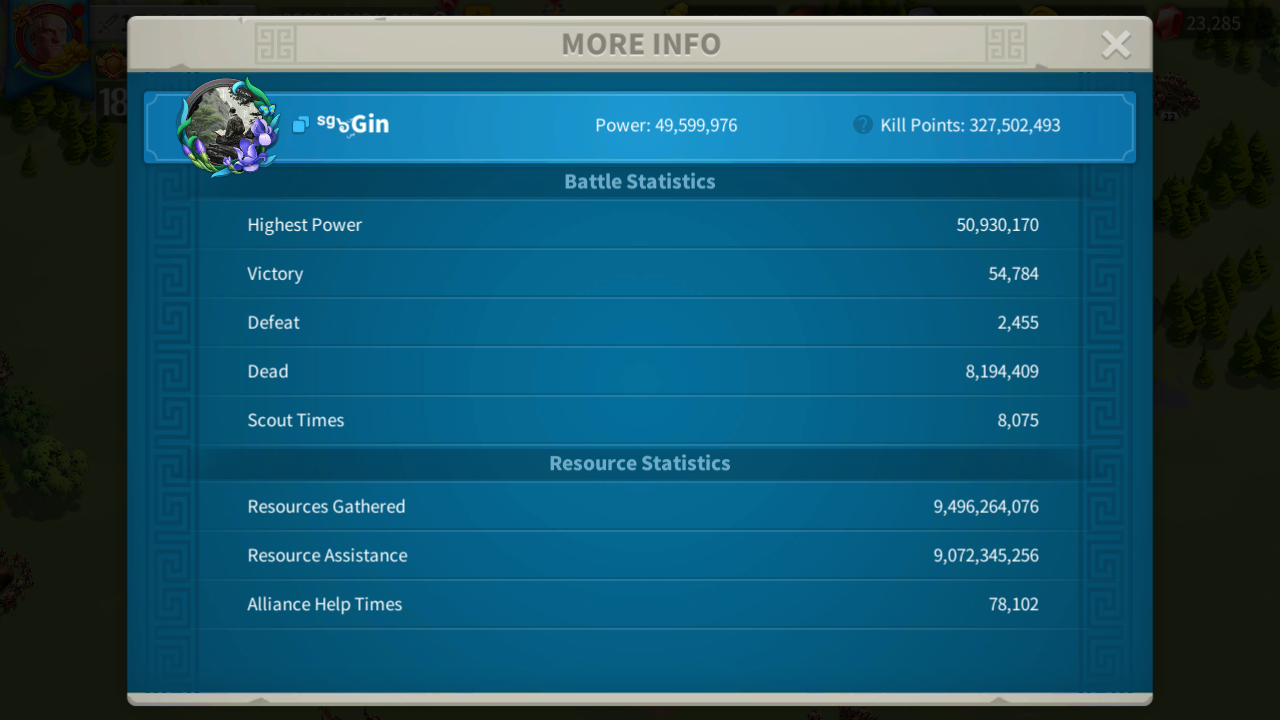 MORE INFO
23,285
18
ˢᵍGin
Power: 49,599,976
? Kill Points: 327,502,493
Battle Statistics
Highest Power 50,930,170
Victory 54,784
Defeat 2,455
Dead 8,194,409
Scout Times 8,075
Resource Statistics
Resources Gathered 9,496,264,076
Resource Assistance 9,072,345,256
Alliance Help Times 78,102
22